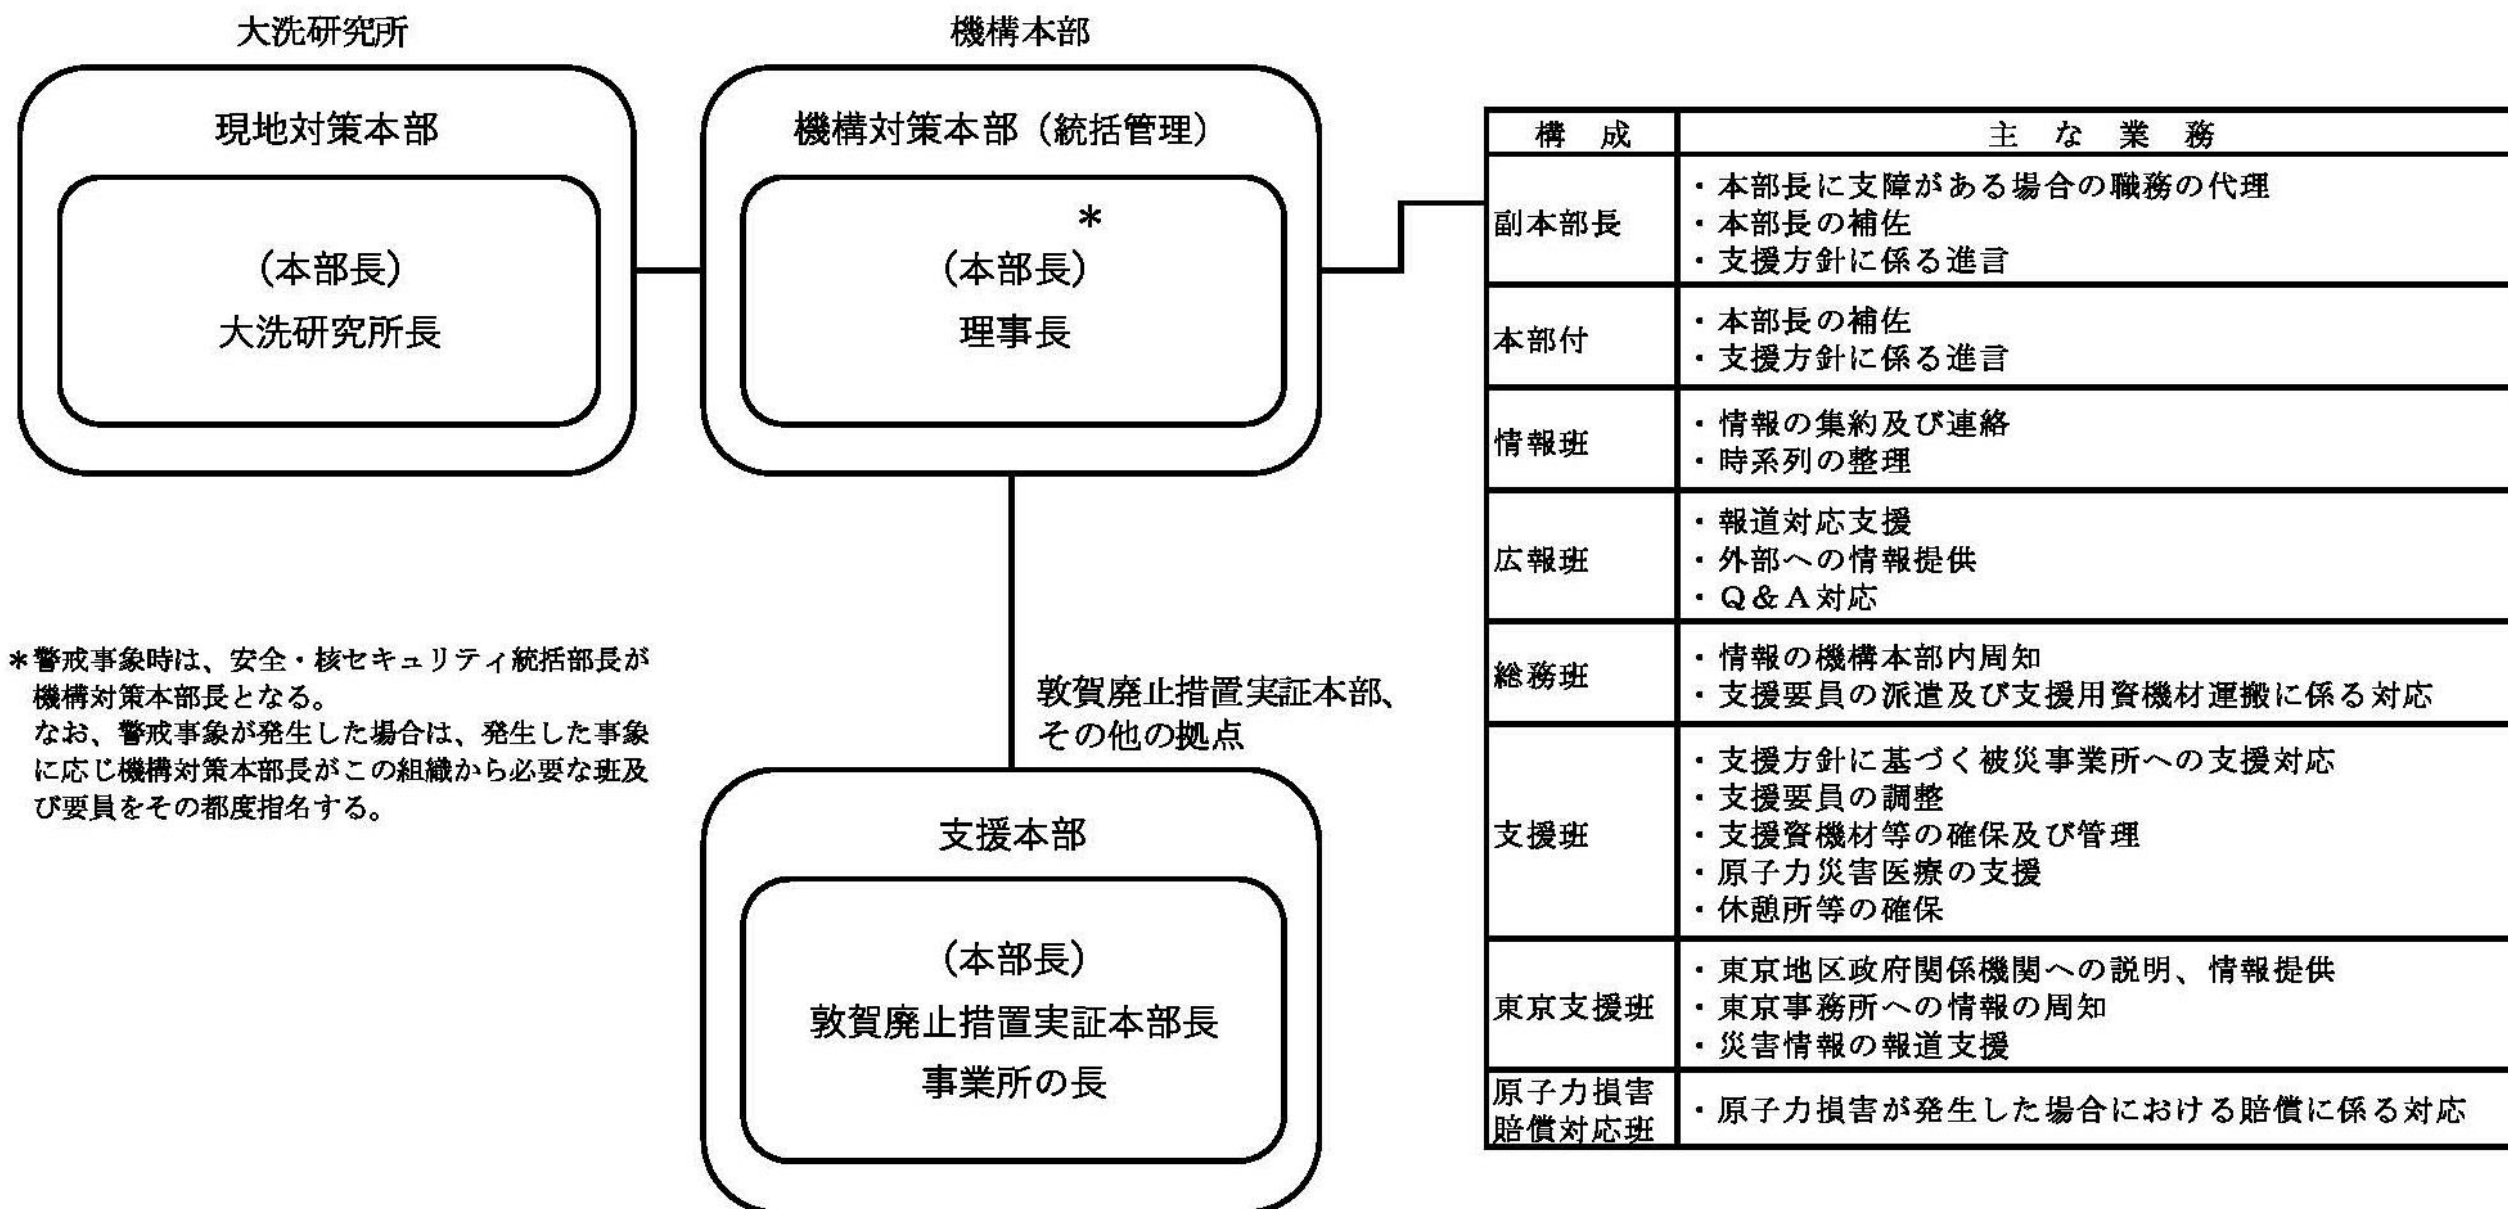 大洗研究所
現地対策本部
（本部長）
大洗研究所長
機構本部
機構対策本部（統括管理）
＊
（本部長）
理事長
＊警戒事象時は、安全・核セキュリティ統括部長が
機構対策本部長となる。
なお、警戒事象が発生した場合は、発生した事象
に応じ機構対策本部長がこの組織から必要な班及
び要員をその都度指名する。
敦賀廃止措置実証本部、
その他の拠点
支援本部
（本部長）
敦賀廃止措置実証本部長
事業所の長
構　成　主　な　業　務
副本部長
・本部長に支障がある場合の職務の代理
・本部長の補佐
・支援方針に係る進言
本部付
・本部長の補佐
・支援方針に係る進言
情報班
・情報の集約及び連絡
・時系列の整理
広報班
・報道対応支援
・外部への情報提供
・Ｑ＆Ａ対応
総務班
・情報の機構本部内周知
・支援要員の派遣及び支援用資機材運搬に係る対応
支援班
・支援方針に基づく被災事業所への支援対応
・支援要員の調整
・支援資機材等の確保及び管理
・原子力災害医療の支援
・休憩所等の確保
東京支援班
・東京地区政府関係機関への説明、情報提供
・東京事務所への情報の周知
・災害情報の報道支援
原子力損害
賠償対応班
・原子力損害が発生した場合における賠償に係る対応